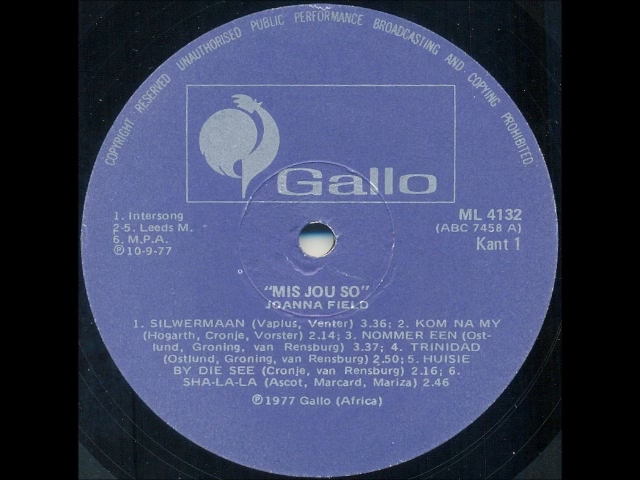 COPYRIGHT RESERVED UNAUTHORISED PUBLIC PERFORMANCE BROADCASTING AND COPYING PROHIBITED.
Gallo
1. Intersong
2-5. Leeds M.
6. M.P.A.
℗10-9-77
ML 4132
(ABC 7458 A)
Kant 1
"MIS JOU SO"
JOANNA FIELD
1. SILWERMAAN (Vapius, Venter) 3.36; 2. KOM NA MY
(Hogarth, Cronje, Vorster) 2.14; 3. NOMMER EEN (Ost-
lund, Groning, van Rensburg) 3.37; 4. TRINIDAD
(Ostlund, Groning, van Rensburg) 2.50; 5. HUISIE
BY DIE SEE (Cronje, van Rensburg) 2.16; 6.
SHA-LA-LA (Ascot, Marcard, Mariza) 2.46
℗1977 Gallo (Africa)